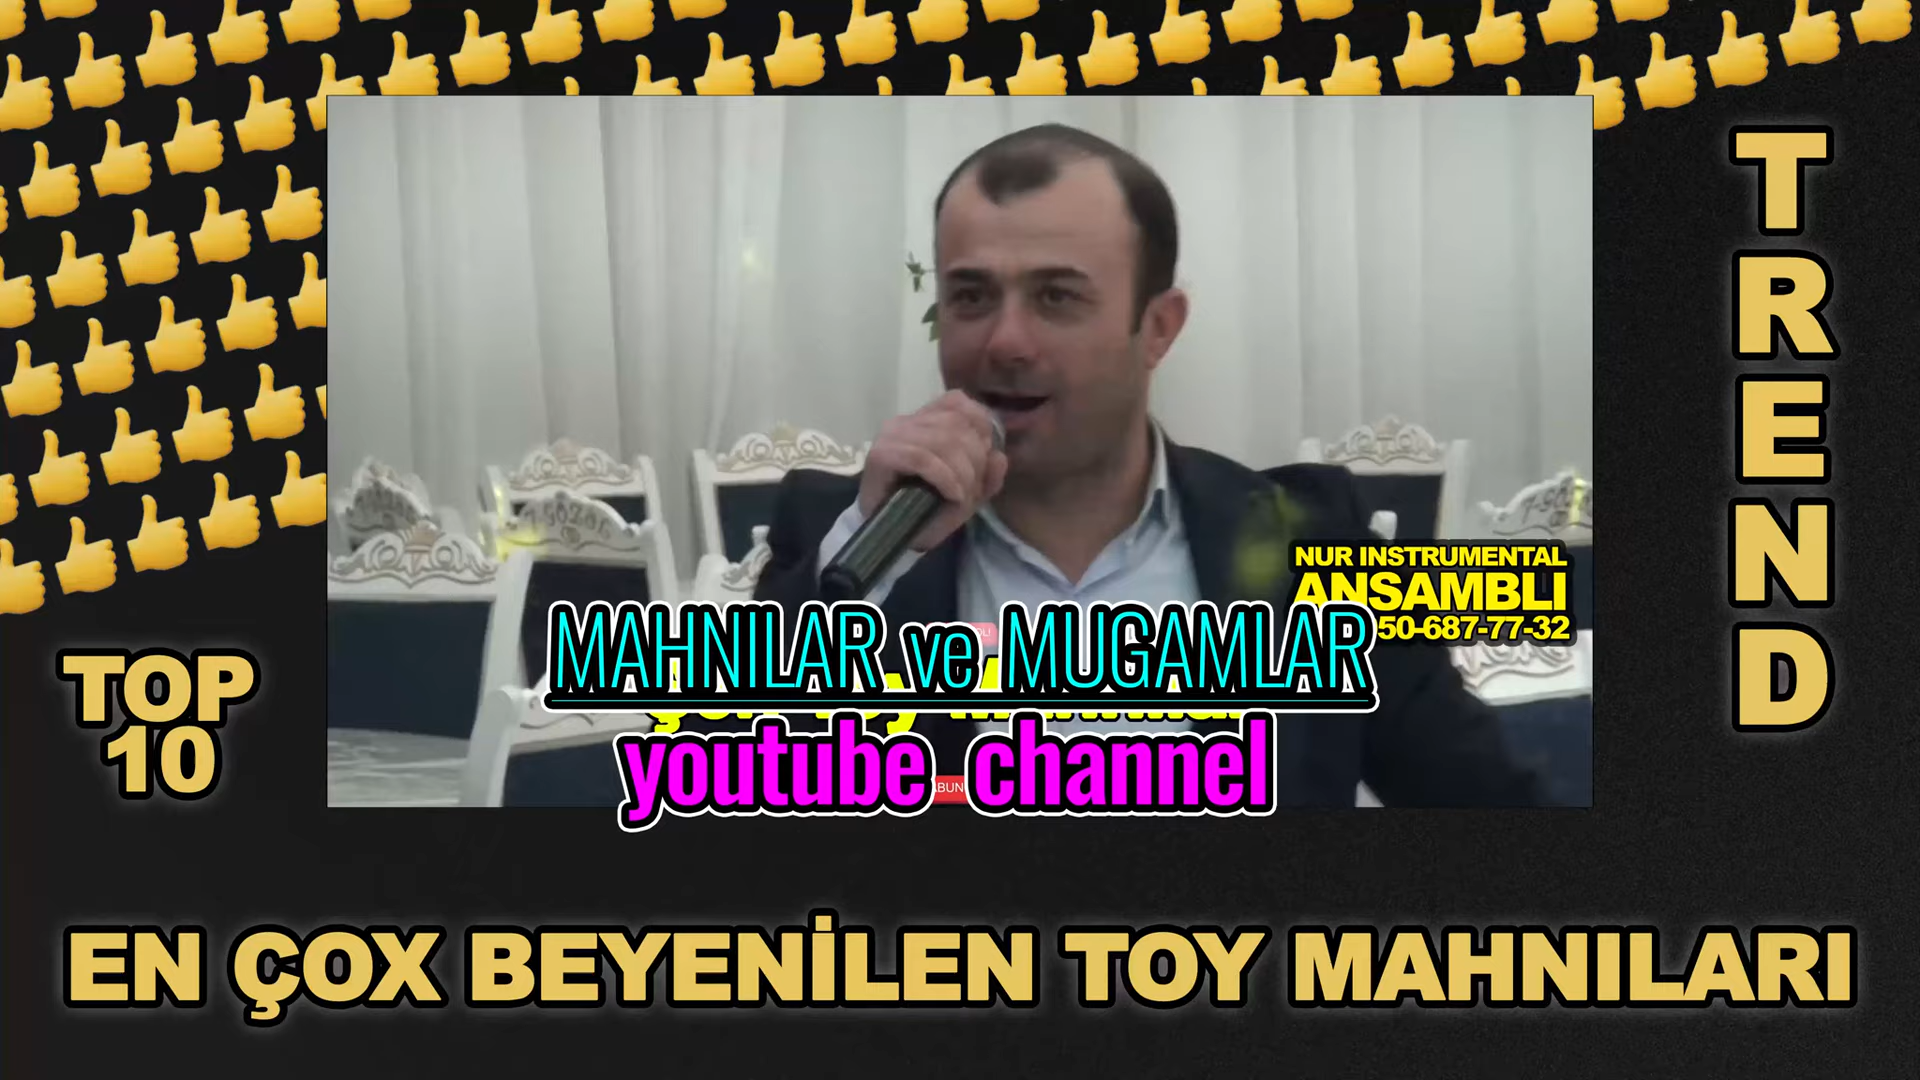 TREND
NUR INSTRUMENTAL
ANSAMBLI
50-687-77-32
MAHNILAR ve MUGAMLAR
youtube channel
TOP
10
EN ÇOX BEYENİLEN TOY MAHNILARI